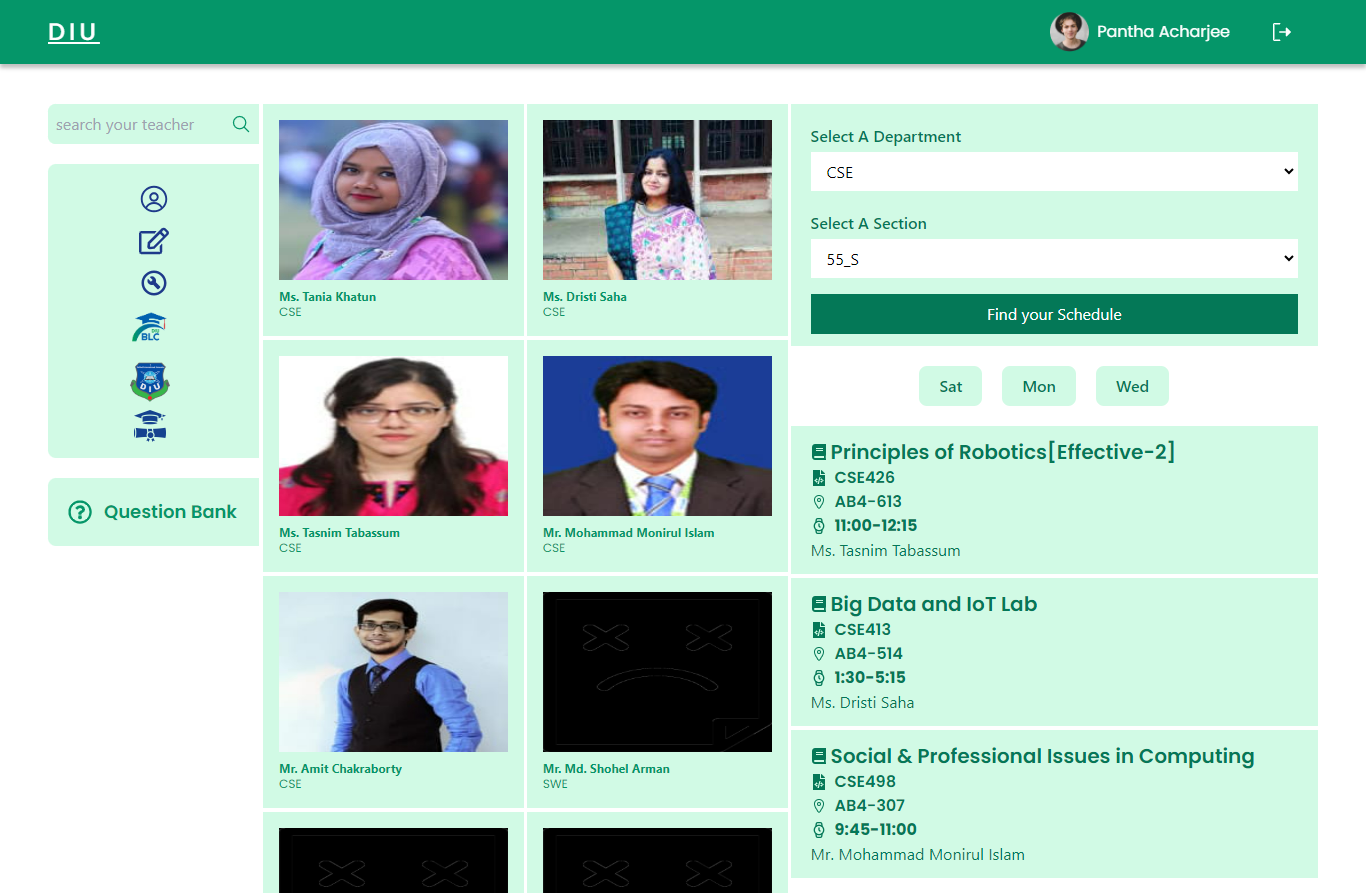 DIU
Pantha Acharjee
search your teacher
BLC
DIU
Question Bank
Ms. Tania Khatun
CSE
Ms. Dristi Saha
CSE
Ms. Tasnim Tabassum
CSE
Mr. Mohammad Monirul Islam
CSE
Mr. Amit Chakraborty
CSE
Mr. Md. Shohel Arman
SWE
Select A Department
CSE
Select A Section
55_S
Find your Schedule
Sat
Mon
Wed
Principles of Robotics[Effective-2]
CSE426
AB4-613
11:00-12:15
Ms. Tasnim Tabassum
Big Data and IoT Lab
CSE413
AB4-514
1:30-5:15
Ms. Dristi Saha
Social & Professional Issues in Computing
CSE498
AB4-307
9:45-11:00
Mr. Mohammad Monirul Islam